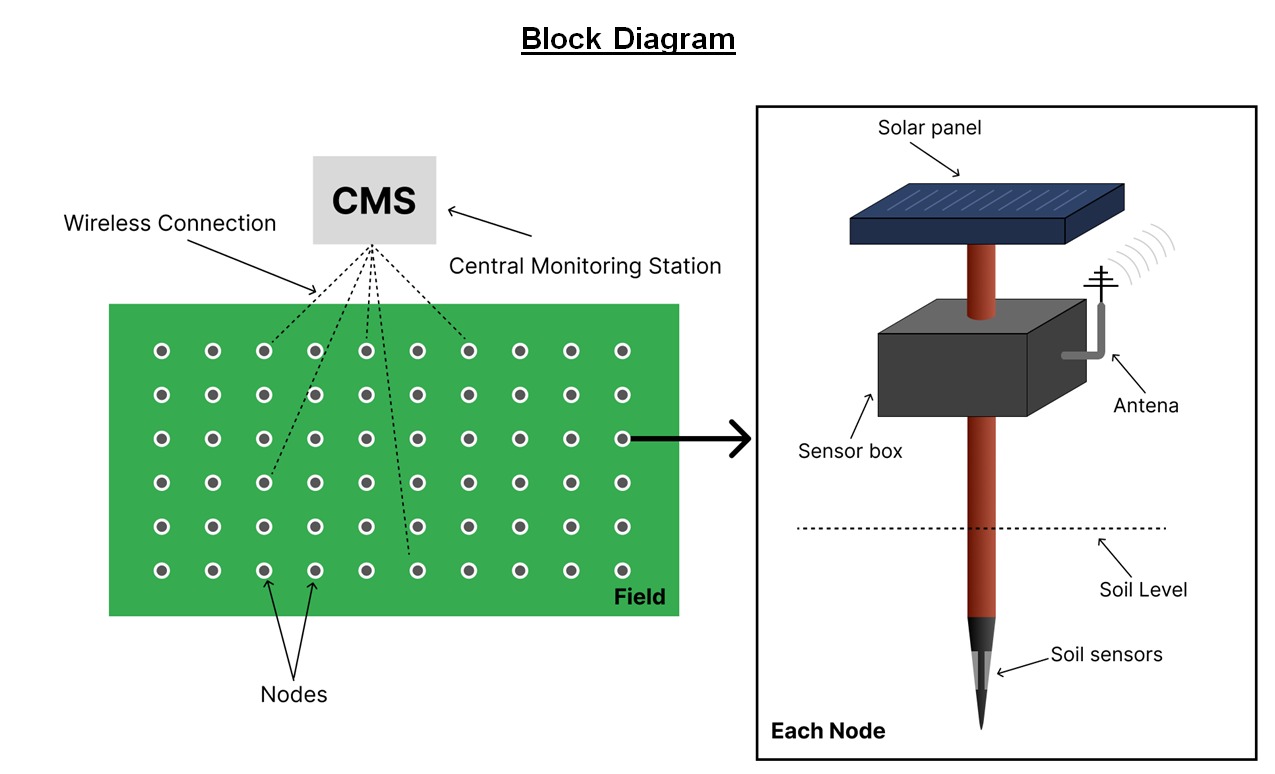 Block Diagram
CMS
Wireless Connection
Central Monitoring Station
Field
Nodes
Solar panel
Antena
Sensor box
Soil Level
Soil sensors
Each Node